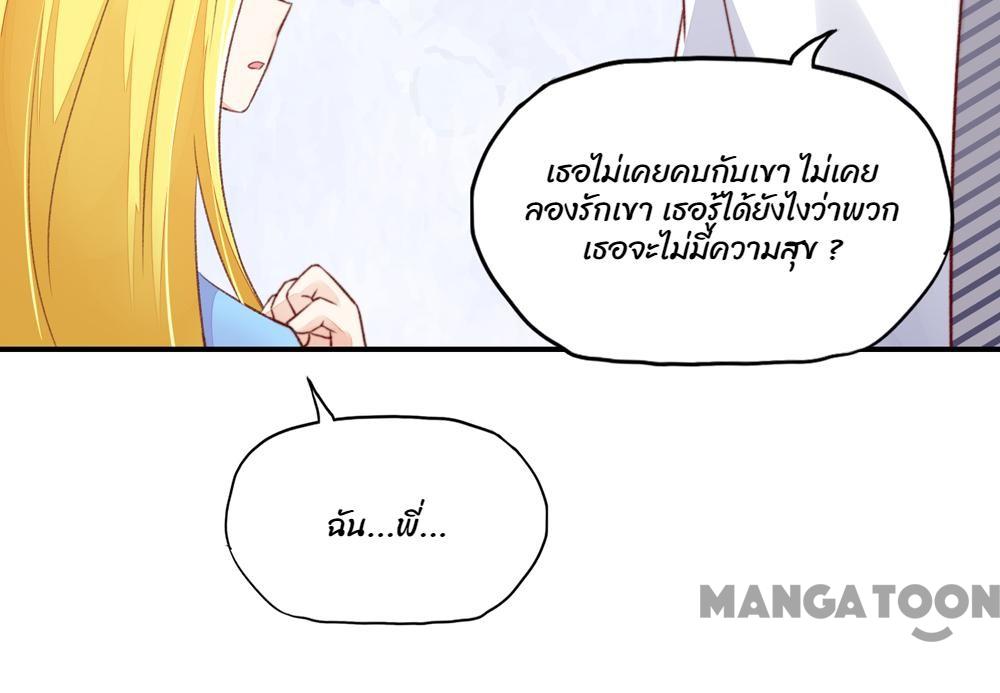 เธอไม่เคยคบกับเขา ไม่เคย
ลองรักเขา เธอรู้ได้ยังไงว่าพวก
เธอจะไม่มีความสุข ?
ฉัน...พี่...
MANGATOON